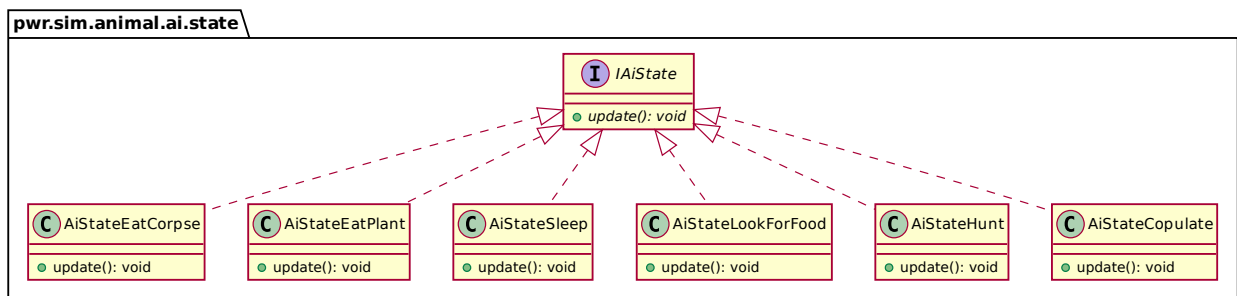 pwr.sim.animal.ai.state
I IAiState
update(): void
C AiStateEatCorpse
update(): void
C AiStateEatPlant
update(): void
C AiStateSleep
update(): void
C AiStateLookForFood
update(): void
C AiStateHunt
update(): void
C AiStateCopulate
update(): void